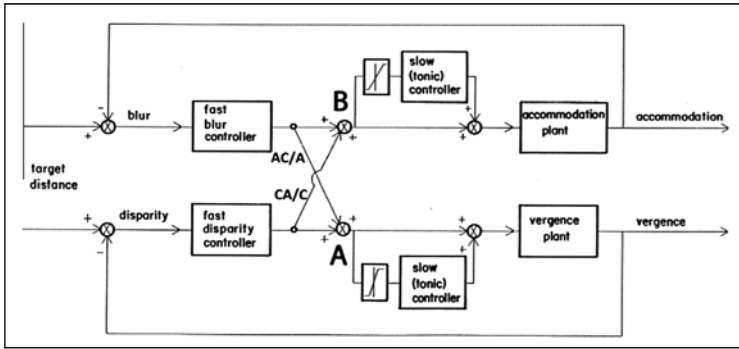 slow
(tonic)
controller
B
-
+
blur
fast
blur
controller
+
+
+
+
accommodation
plant
accommodation
target
distance
AC/A
CA/C
+
-
disparity
fast
disparity
controller
+
+
A
+
+
vergence
plant
vergence
slow
(tonic)
controller